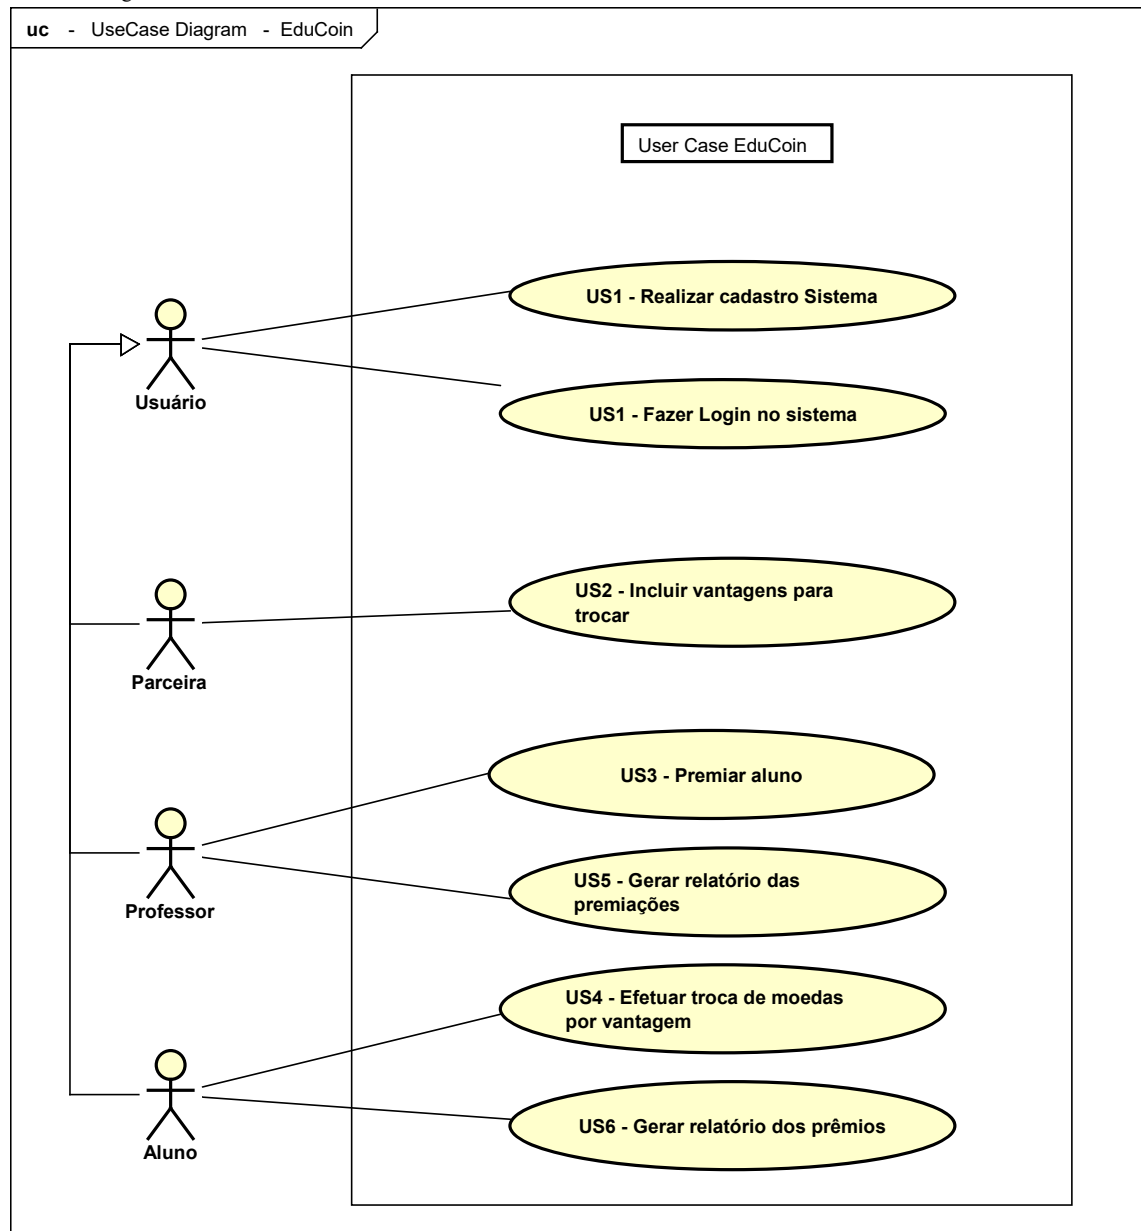 uc - UseCase Diagram - EduCoin
User Case EduCoin
US1 - Realizar cadastro Sistema
Usuário
US1 - Fazer Login no sistema
US2 - Incluir vantagens para
trocar
Parceira
US3 - Premiar aluno
Professor
US5 - Gerar relatório das
premiações
US4 - Efetuar troca de moedas
por vantagem
Aluno
US6 - Gerar relatório dos prêmios